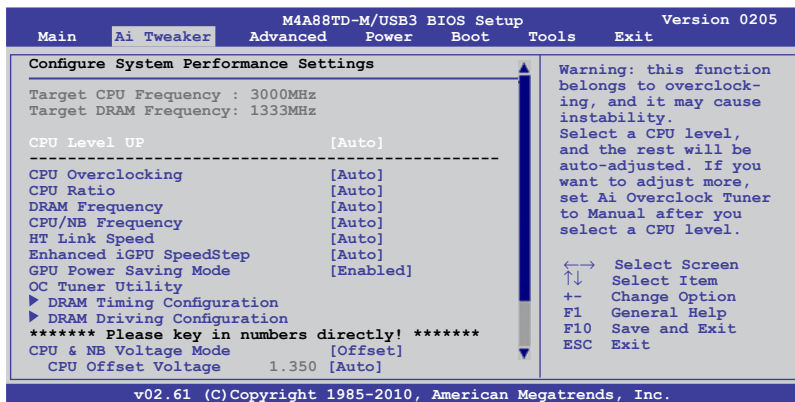 M4A88TD-M/USB3 BIOS Setup Version 0205
Main Ai Tweaker Advanced Power Boot Tools Exit
Configure System Performance Settings
Target CPU Frequency : 3000MHz
Target DRAM Frequency: 1333MHz
CPU Level UP [Auto]
--------------------------------------------------
CPU Overclocking [Auto]
CPU Ratio [Auto]
DRAM Frequency [Auto]
CPU/NB Frequency [Auto]
HT Link Speed [Auto]
Enhanced iGPU SpeedStep [Auto]
GPU Power Saving Mode [Enabled]
OC Tuner Utility
▶ DRAM Timing Configuration
▶ DRAM Driving Configuration
******* Please key in numbers directly! *******
CPU & NB Voltage Mode [Offset]
CPU Offset Voltage 1.350 [Auto]
Warning: this function
belongs to overclock-
ing, and it may cause
instability.
Select a CPU level,
and the rest will be
auto-adjusted. If you
want to adjust more,
set Ai Overclock Tuner
to Manual after you
select a CPU level.
←→ Select Screen
↑↓ Select Item
+- Change Option
F1 General Help
F10 Save and Exit
ESC Exit
v02.61 (C)Copyright 1985-2010, American Megatrends, Inc.